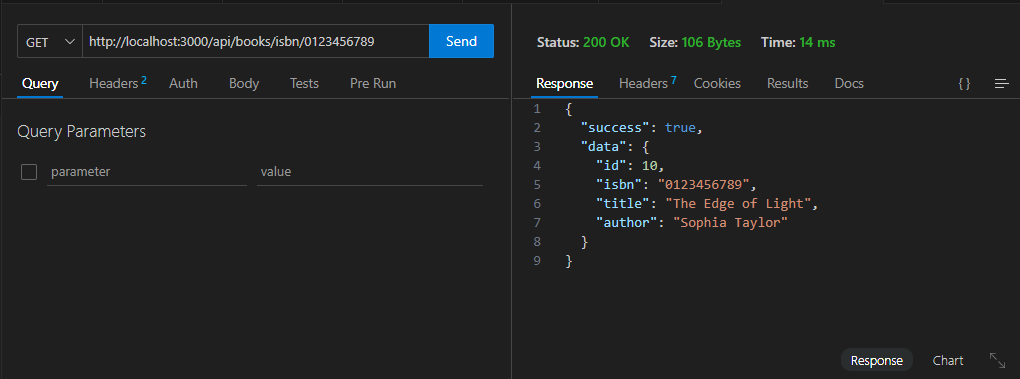 GET http://localhost:3000/api/books/isbn/0123456789 Send
Query Headers 2 Auth Body Tests Pre Run
Query Parameters
parameter value
Status: 200 OK Size: 106 Bytes Time: 14 ms
Response Headers 7 Cookies Results Docs { }
1 {
2 "success": true,
3 "data": {
4 "id": 10,
5 "isbn": "0123456789",
6 "title": "The Edge of Light",
7 "author": "Sophia Taylor"
8 }
9 }
Response Chart